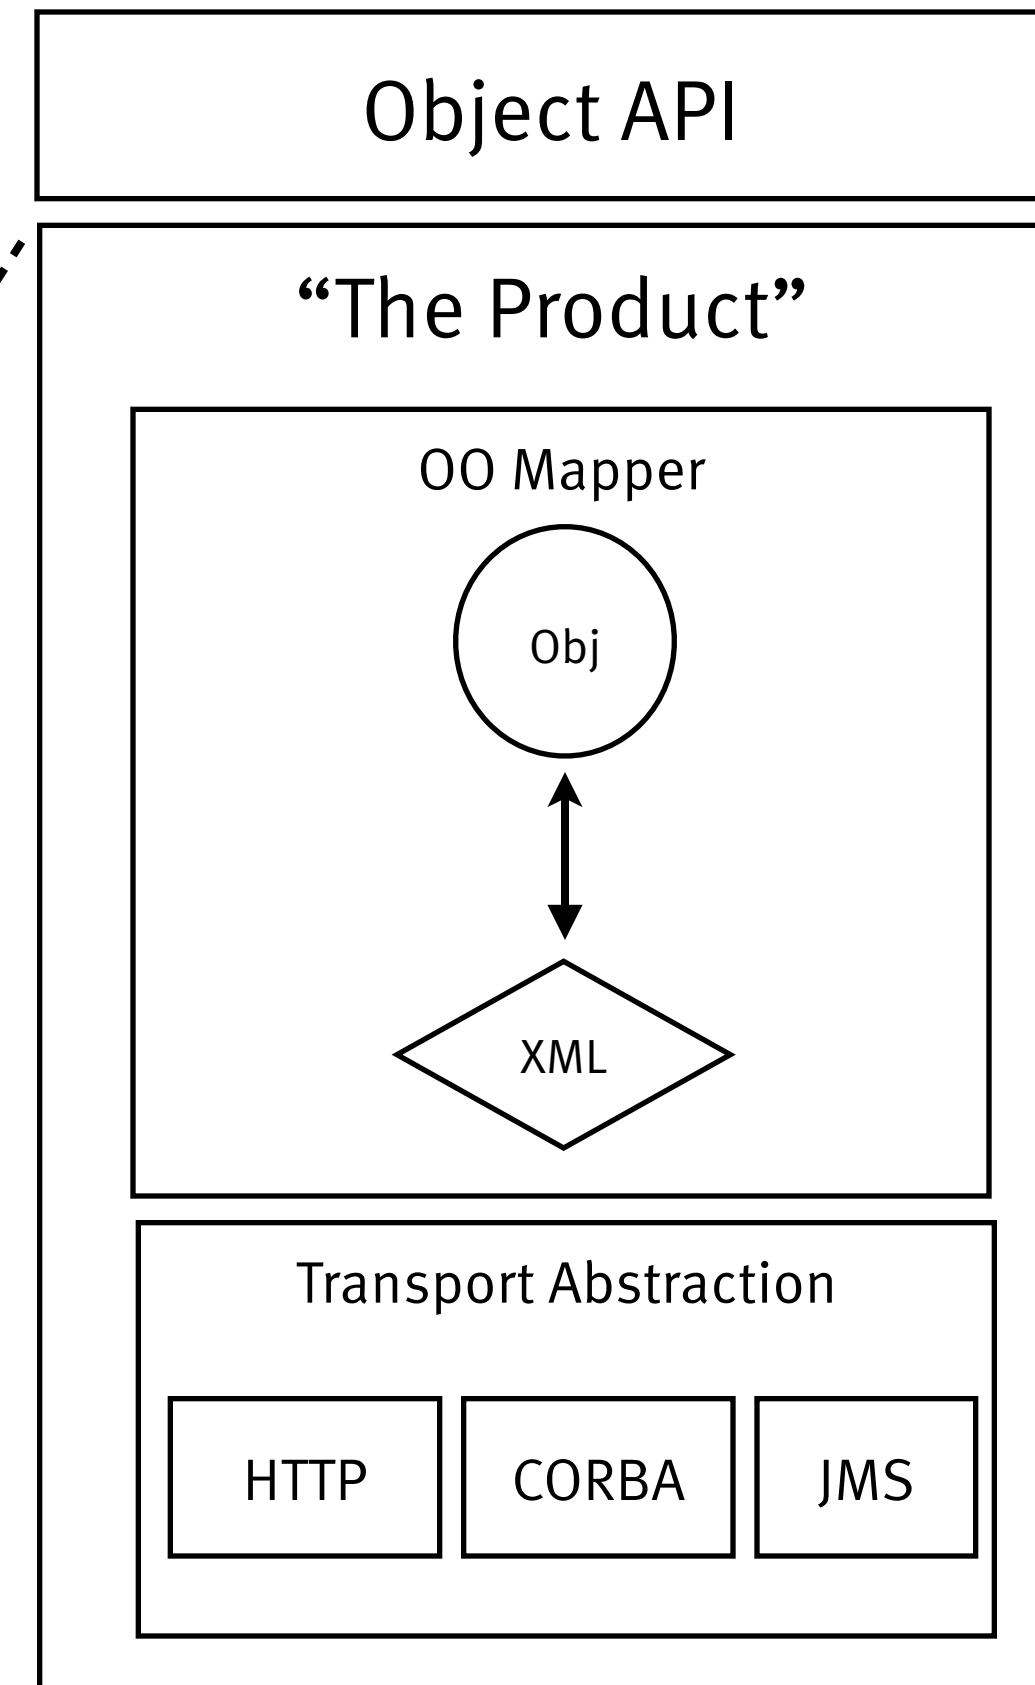 Object API
“The Product”
OO Mapper
Obj
XML
Transport Abstraction
HTTP CORBA JMS